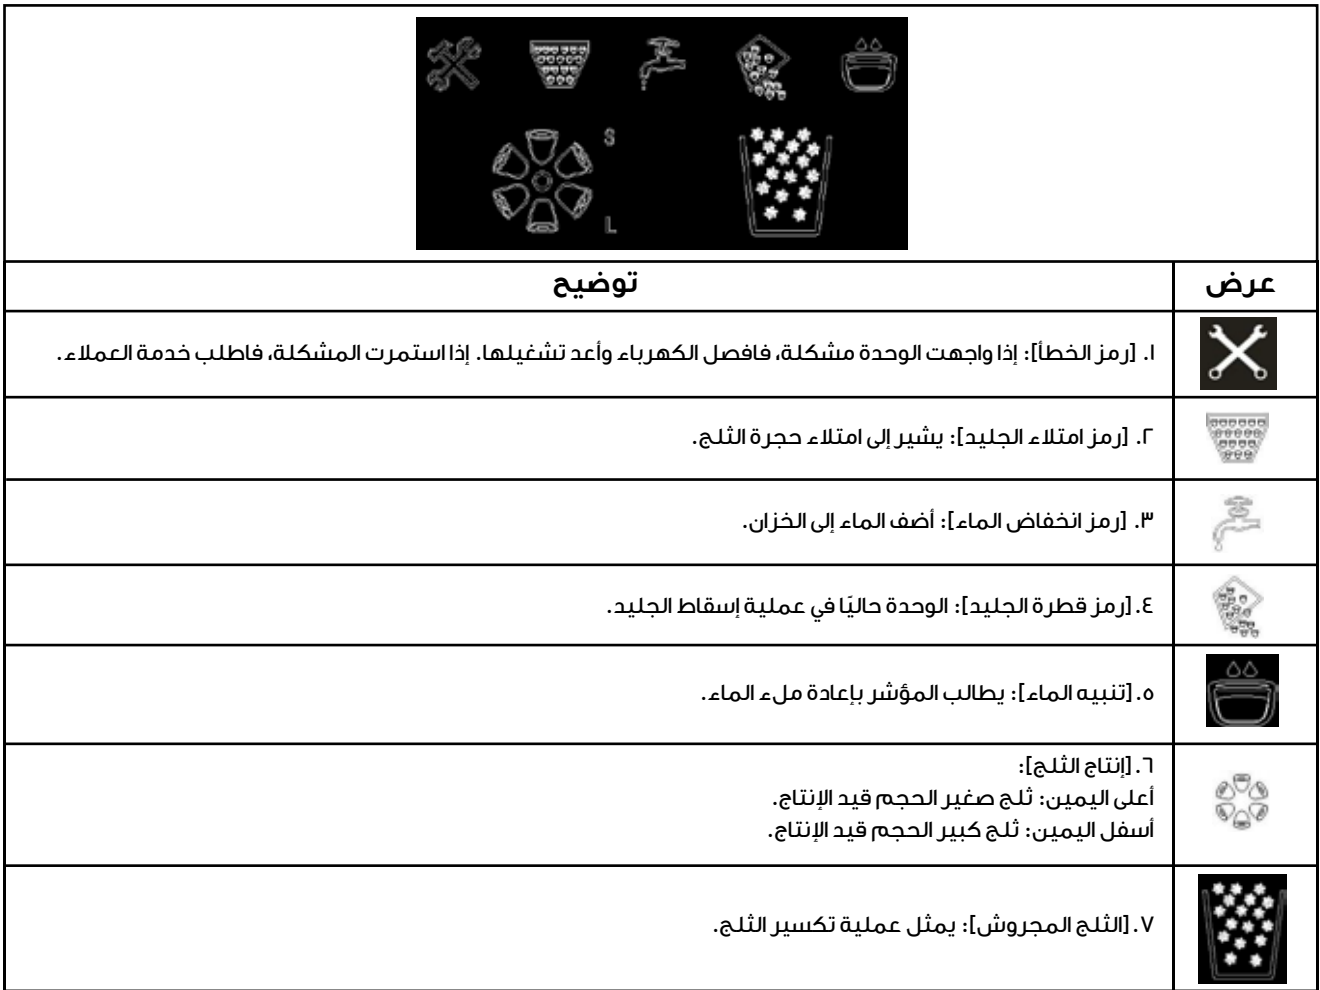 S
L
عرض توضيح
١. [رمز الخطأ]: إذا واجهت الوحدة مشكلة، فافصل الكهرباء وأعد تشغيلها. إذا استمرت المشكلة، فاطلب خدمة العملاء.
٢. [رمز امتلاء الجليد]: يشير إلى امتلاء حجرة الثلج.
٣. [رمز انخفاض الماء]: أضف الماء إلى الخزان.
٤. [رمز قطرة الجليد]: الوحدة حاليًا في عملية إسقاط الجليد.
٥. [تنبيه الماء]: يطالب المؤشر بإعادة ملء الماء.
٦. [إنتاج الثلج]:
أعلى اليمين: ثلج صغير الحجم قيد الإنتاج.
أسفل اليمين: ثلج كبير الحجم قيد الإنتاج.
٧. [الثلج المجروش]: يمثل عملية تكسير الثلج.